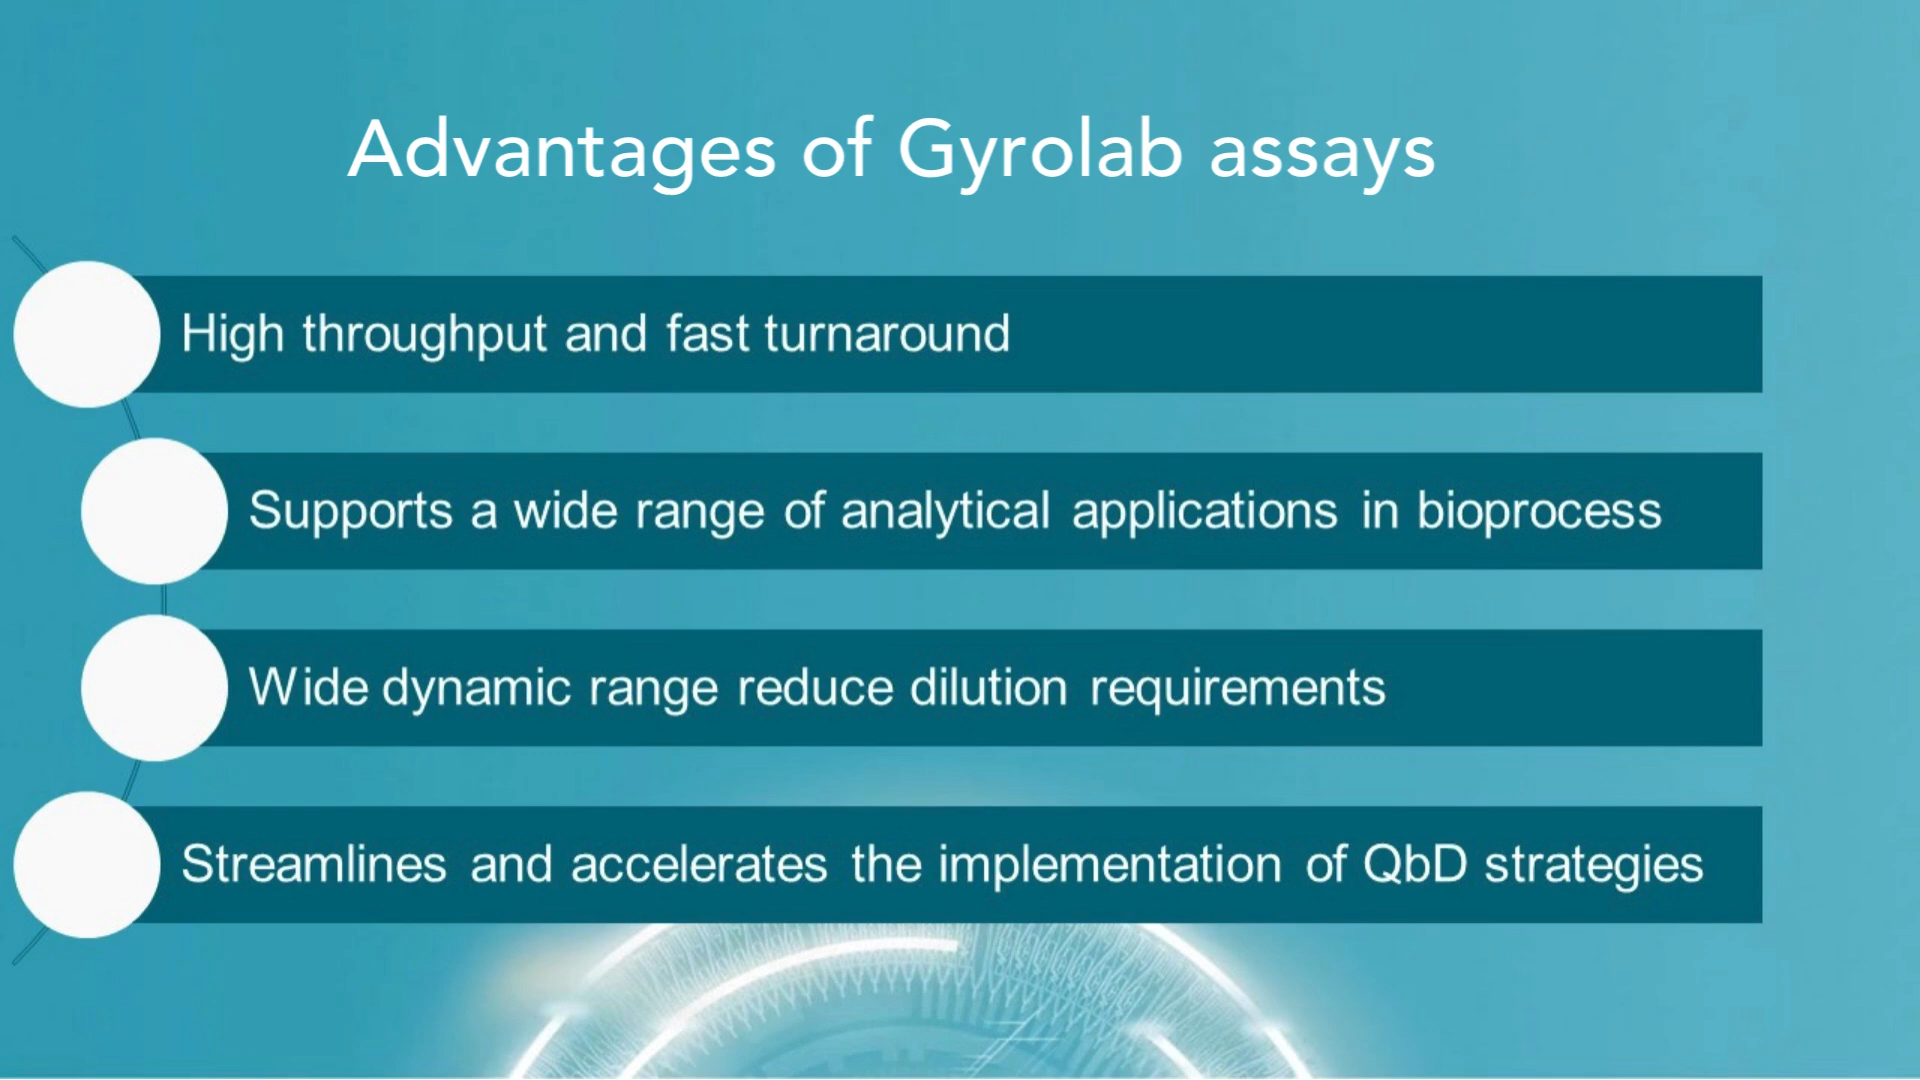 Advantages of Gyrolab assays
High throughput and fast turnaround
Supports a wide range of analytical applications in bioprocess
Wide dynamic range reduce dilution requirements
Streamlines and accelerates the implementation of QbD strategies